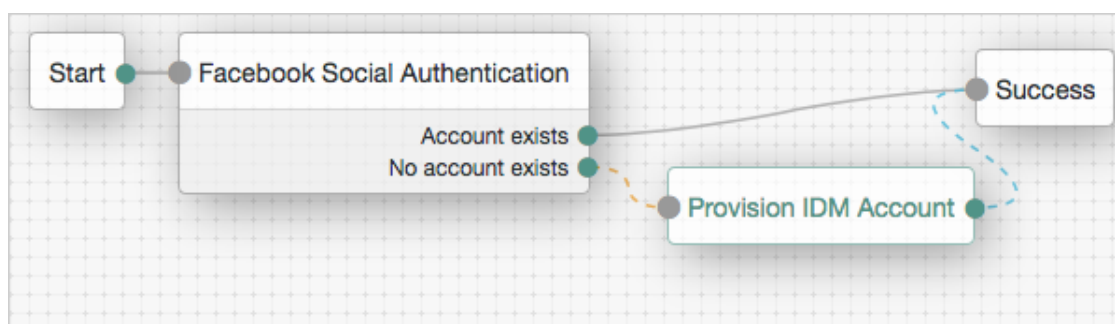 Start
Facebook Social Authentication
Success
Account exists
No account exists
Provision IDM Account